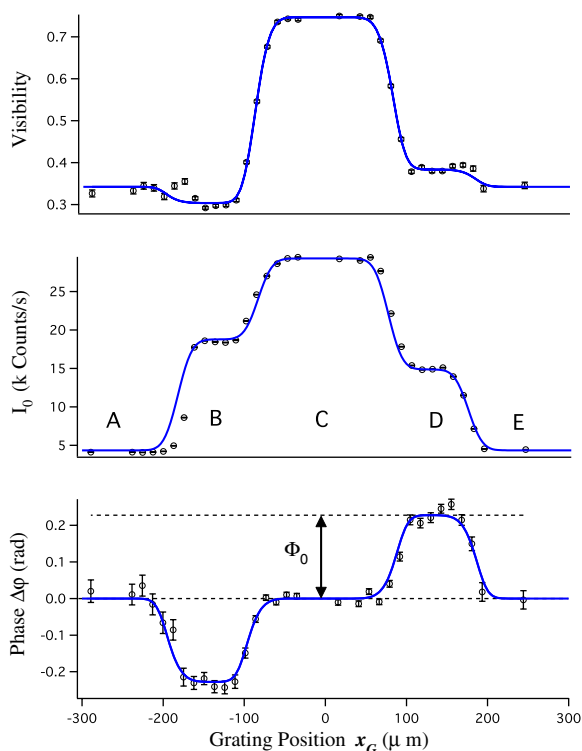 0.7
0.6
0.5
0.4
0.3
Visibility
25
20
15
10
5
I0 (k Counts/s)
A B C D E
0.2
0.1
0.0
-0.1
-0.2
Phase Δφ (rad)
Φ0
-300 -200 -100 0 100 200 300
Grating Position xG (μ m)